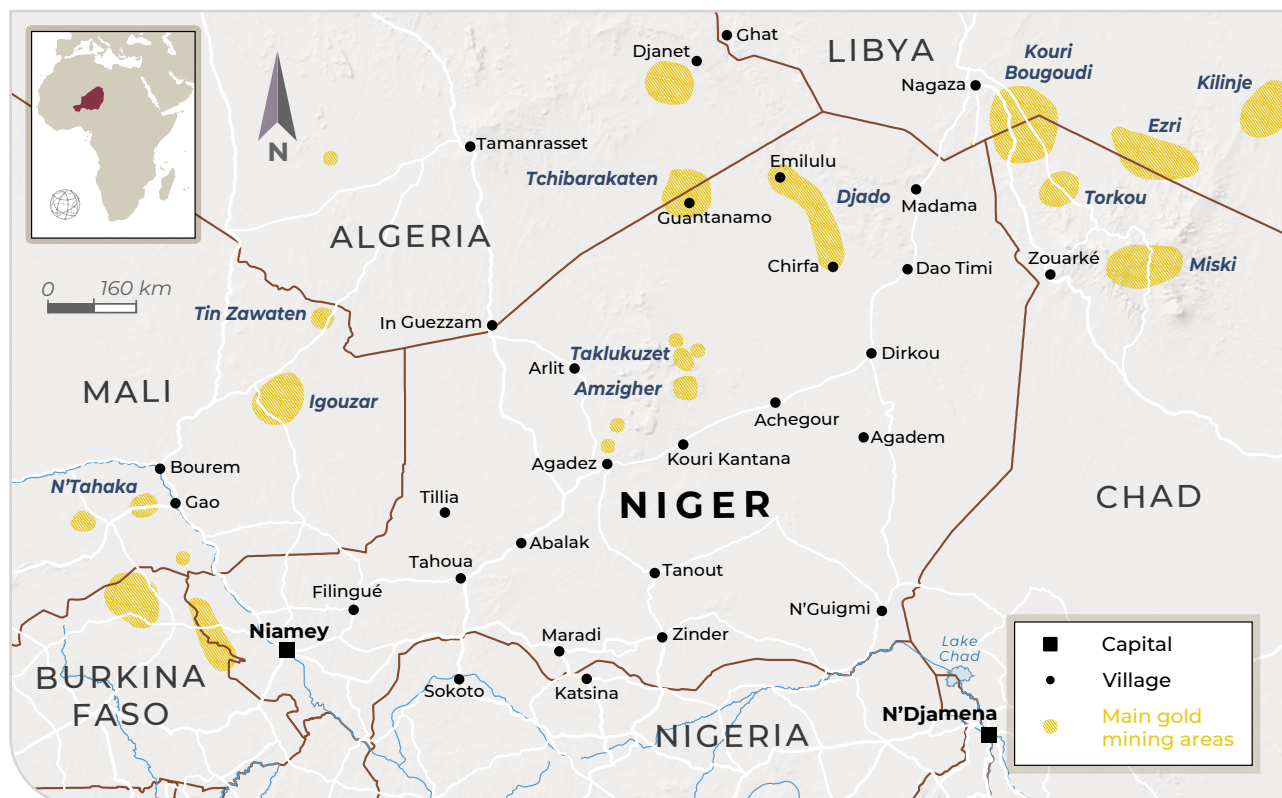 Ghat
Djanet
LIBYA
Kouri
Bougoudi
Kilinje
Nagaza
Ezri
N
Tamanrasset
Emilulu
Tchibarakaten
Djado
Torkou
Madama
Guantanamo
ALGERIA
Zouarké
Miski
Chirfa
Dao Timi
0 160 km
Tin Zawaten
In Guezzam
Taklukuzet
Dirkou
Arlit
MALI
Amzigher
Igouzar
Achegour
Agadem
Kouri Kantana
Bourem
Agadez
N'Tahaka
Tillia
CHAD
Gao
NIGER
Abalak
Tahoua
Tanout
Filingué
N'Guigmi
Niamey
Maradi
Zinder
Lake
Chad
BURKINA
FASO
Sokoto
Katsina
N'Djamena
NIGERIA
Capital
Village
Main gold
mining areas